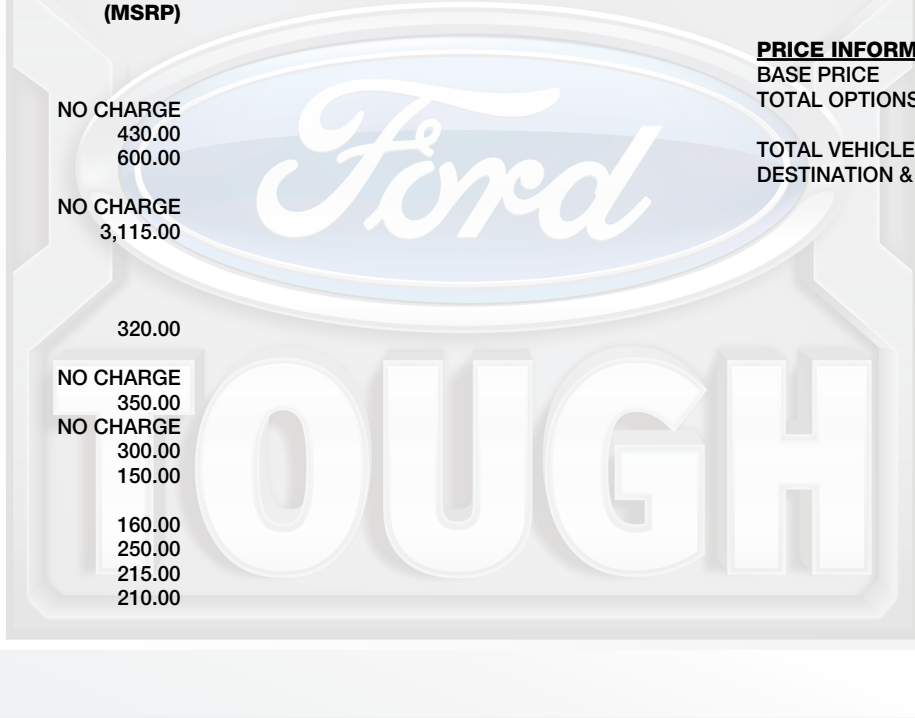 (MSRP)
NO CHARGE
430.00
600.00
NO CHARGE
3,115.00
320.00
NO CHARGE
350.00
NO CHARGE
300.00
150.00
160.00
250.00
215.00
210.00
PRICE INFORM
BASE PRICE
TOTAL OPTIONS
TOTAL VEHICLE
DESTINATION &
Ford
TOUGH